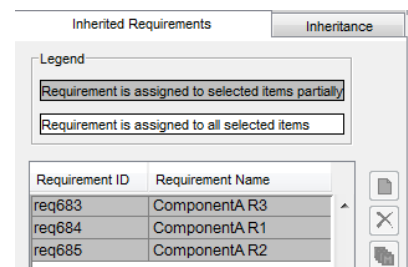 Inherited Requirements Inheritance
Legend
Requirement is assigned to selected items partially
Requirement is assigned to all selected items
Requirement ID Requirement Name
req683 ComponentA R3
req684 ComponentA R1
req685 ComponentA R2